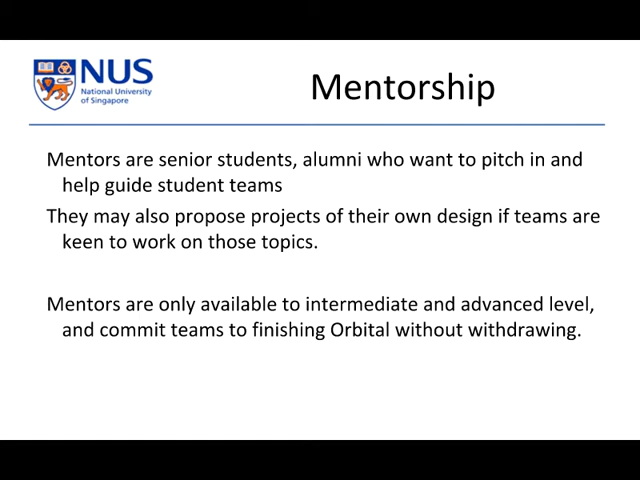 NUS
National University
of Singapore
Mentorship
Mentors are senior students, alumni who want to pitch in and
help guide student teams
They may also propose projects of their own design if teams are
keen to work on those topics.
Mentors are only available to intermediate and advanced level,
and commit teams to finishing Orbital without withdrawing.